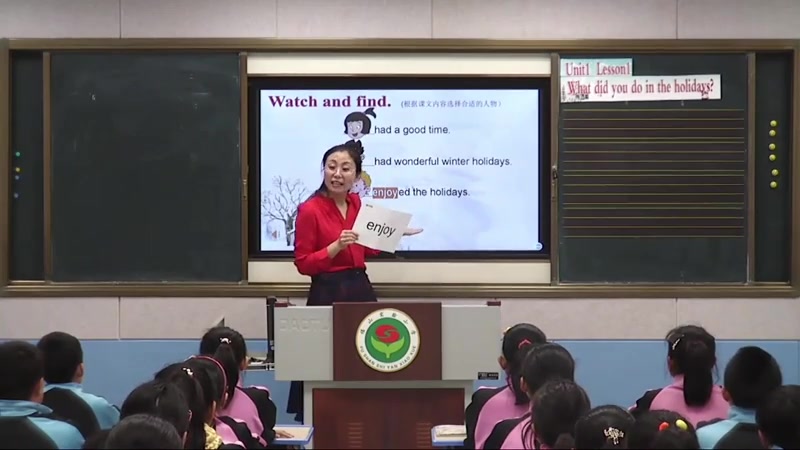 Watch and find. (根据课文内容选择合适的人物)
had a good time.
had wonderful winter holidays.
enjoyed the holidays.
enjoy
Unit1 Lesson1
What did you do in the holidays?